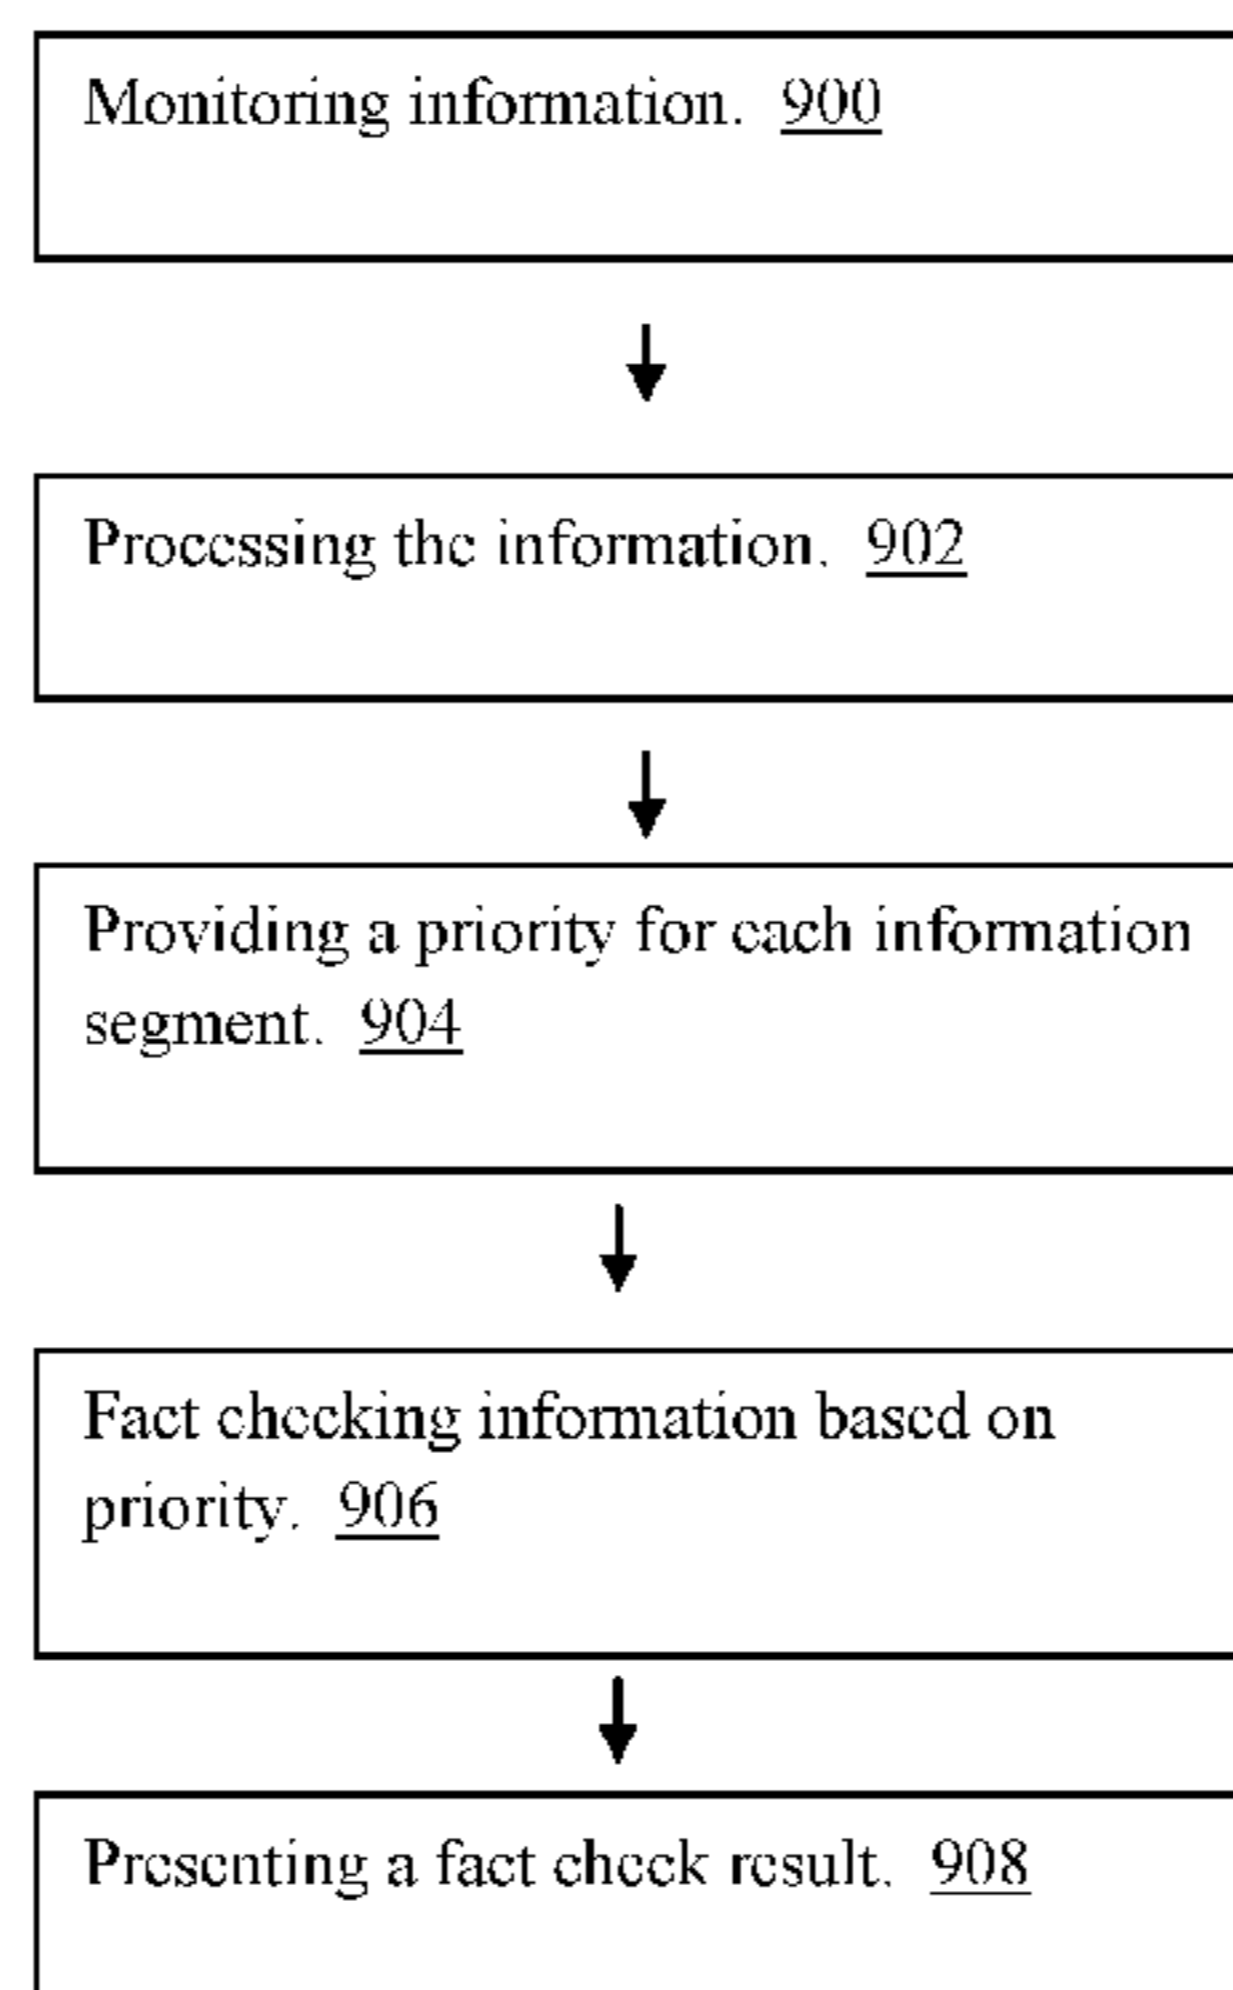 Monitoring information. 900
Processing the information. 902
Providing a priority for each information
segment. 904
Fact checking information based on
priority. 906
Presenting a fact check result. 908